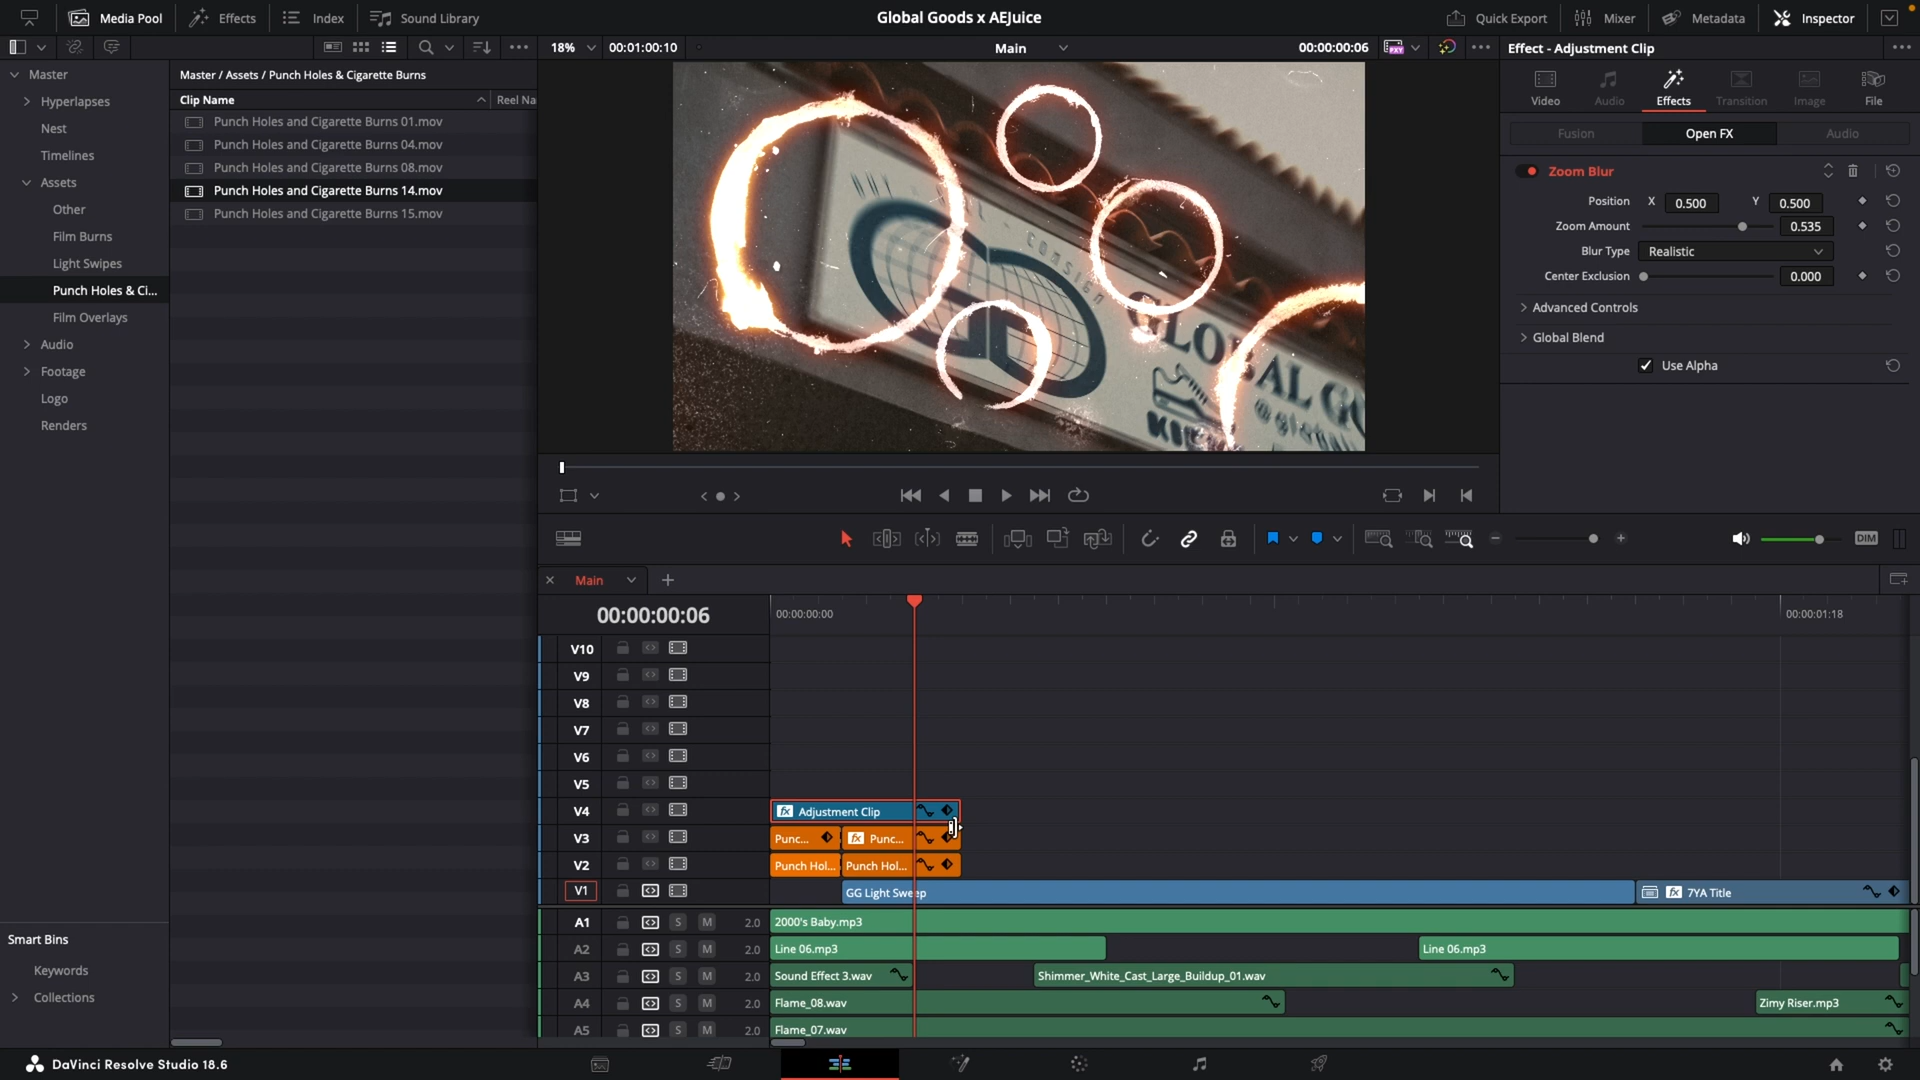 Media Pool Effects Index Sound Library Global Goods x AEJuice Quick Export Mixer Metadata Inspector
18% 00:01:00:10 Main 00:00:00:06 Effect - Adjustment Clip
Master
Hyperlapses
Nest
Timelines
Assets
Other
Film Burns
Light Swipes
Punch Holes & Ci...
Film Overlays
Audio
Footage
Logo
Renders
Smart Bins
Keywords
Collections
Master / Assets / Punch Holes & Cigarette Burns
Clip Name Reel Na
Punch Holes and Cigarette Burns 01.mov
Punch Holes and Cigarette Burns 04.mov
Punch Holes and Cigarette Burns 08.mov
Punch Holes and Cigarette Burns 14.mov
Punch Holes and Cigarette Burns 15.mov
GLOBAL
Video Audio Effects Transition Image File
Fusion Open FX Audio
Zoom Blur
Position X 0.500 Y 0.500
Zoom Amount 0.535
Blur Type Realistic
Center Exclusion 0.000
Advanced Controls
Global Blend
Use Alpha
DIM
Main
00:00:00:06 00:00:00:00 00:00:01:18
V10
V9
V8
V7
V6
V5
V4 fx Adjustment Clip
V3 Punc... fx Punc...
V2 Punch Hol... Punch Hol...
V1 GG Light Sweep fx 7YA Title
A1 S M 2.0 2000's Baby.mp3
A2 S M 2.0 Line 06.mp3 Line 06.mp3
A3 S M 2.0 Sound Effect 3.wav Shimmer_White_Cast_Large_Buildup_01.wav
A4 S M 2.0 Flame_08.wav Zimy Riser.mp3
A5 S M 2.0 Flame_07.wav
DaVinci Resolve Studio 18.6